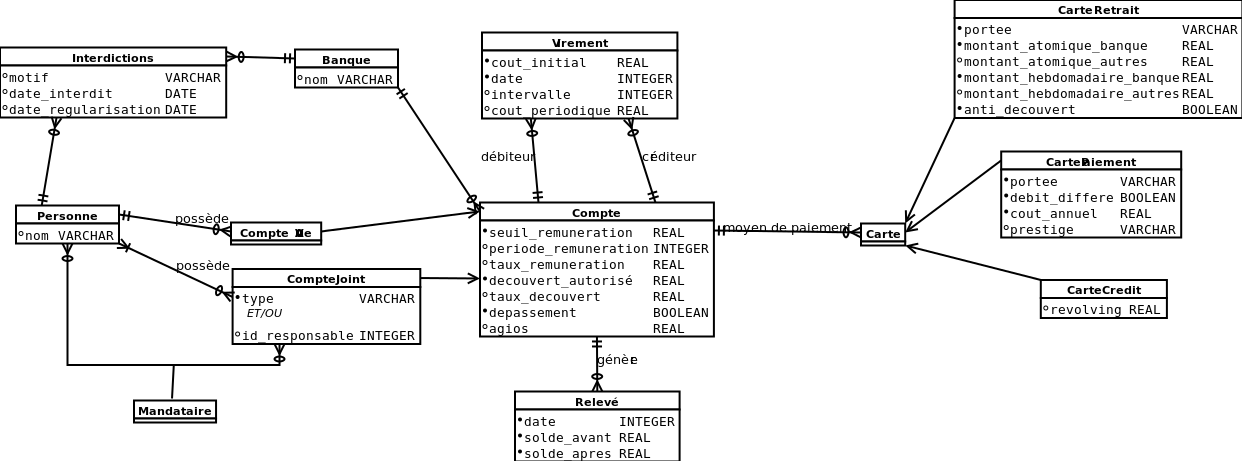 CarteRetrait
•portee VARCHAR
•montant_atomique_banque REAL
○montant_atomique_autres REAL
•montant_hebdomadaire_banque REAL
○montant_hebdomadaire_autres REAL
•anti_decouvert BOOLEAN
Virement
•cout_initial REAL
•date INTEGER
○intervalle INTEGER
○cout_periodique REAL
Interdictions
○motif VARCHAR
○date_interdit DATE
○date_regularisation DATE
Banque
○nom VARCHAR
débiteur
créditeur
CartePaiement
•portee VARCHAR
•debit_differe BOOLEAN
•cout_annuel REAL
○prestige VARCHAR
Personne
○nom VARCHAR
possède
Compte
Compte
•seuil_remuneration REAL
○periode_remuneration INTEGER
○taux_remuneration REAL
•decouvert_autorisé REAL
○taux_decouvert REAL
•depassement BOOLEAN
○agios REAL
moyen de paiement
Carte
possède
CompteJoint
•type VARCHAR
ET/OU
○id_responsable INTEGER
CarteCredit
○revolving REAL
génère
Mandataire
Relevé
•date INTEGER
•solde_avant REAL
•solde_apres REAL